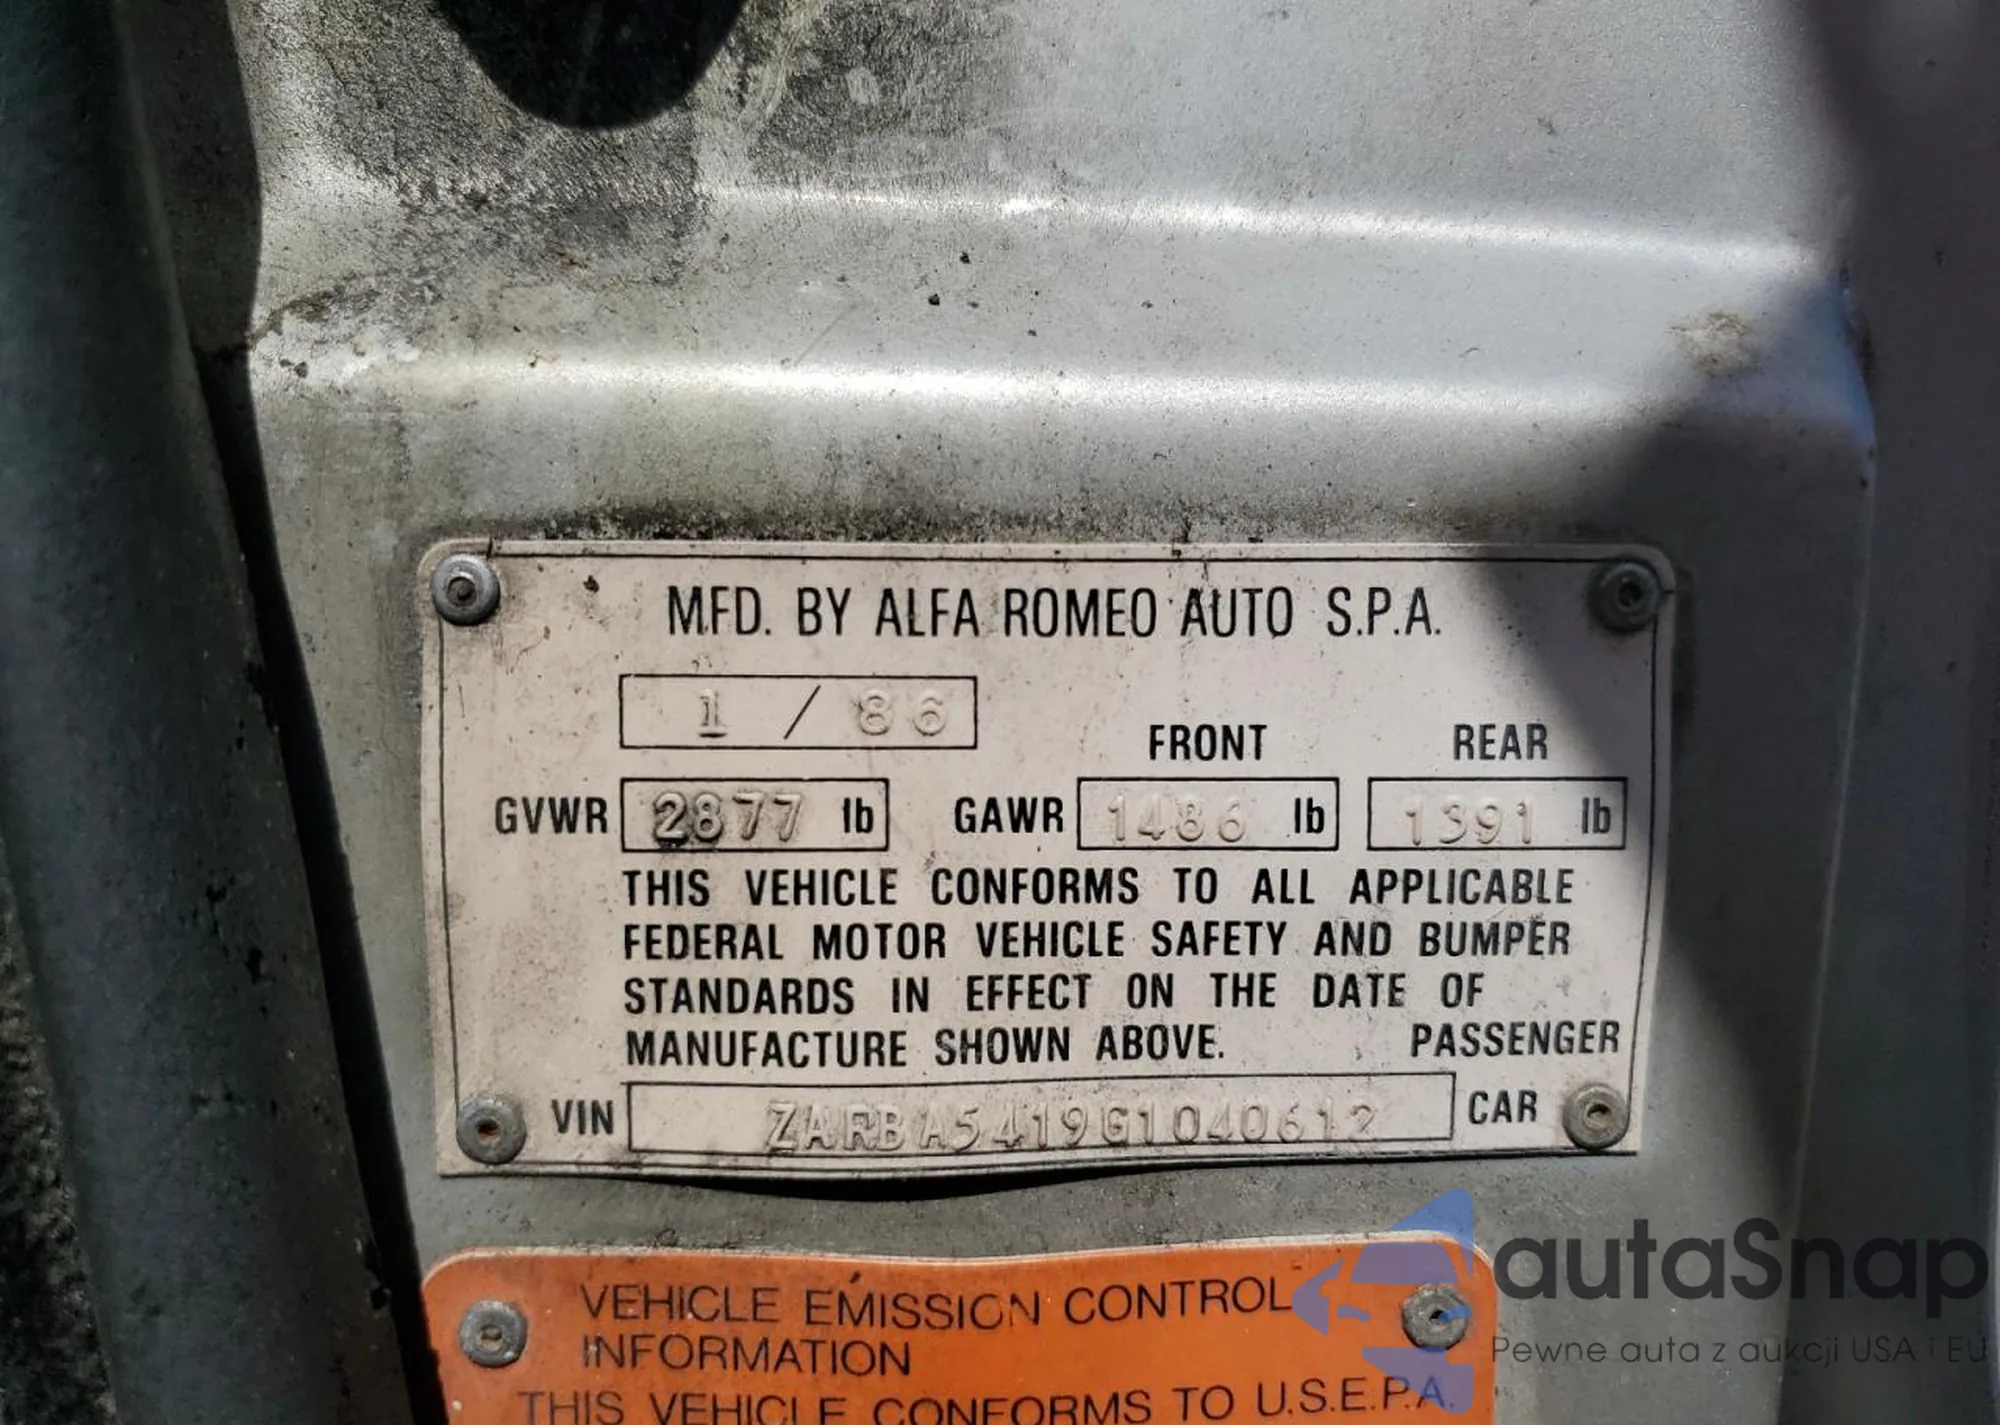 MFD. BY ALFA ROMEO AUTO S.P.A.
1 / 86
FRONT REAR
GVWR 2877 lb GAWR 1486 lb 1391 lb
THIS VEHICLE CONFORMS TO ALL APPLICABLE
FEDERAL MOTOR VEHICLE SAFETY AND BUMPER
STANDARDS IN EFFECT ON THE DATE OF
MANUFACTURE SHOWN ABOVE. PASSENGER
VIN ZARBA5419G1040612 CAR
VEHICLE EMISSION CONTROL
INFORMATION
THIS VEHICLE CONFORMS TO U.S.E.P.A.
autaSnap
Pewne auta z aukcji USA i EU